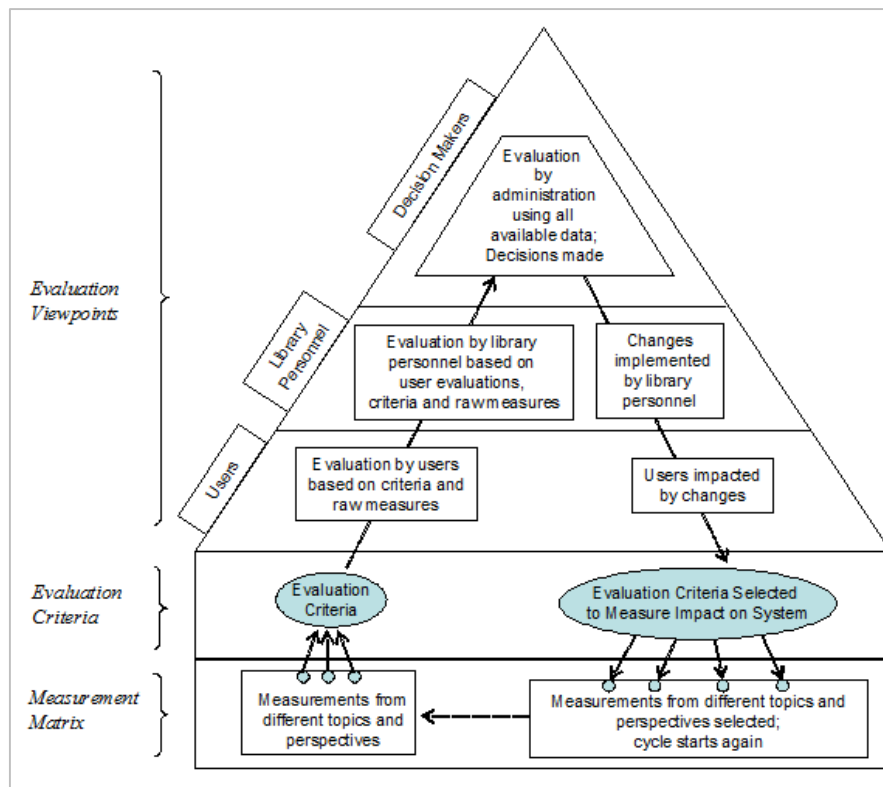 Decision Makers
Evaluation
by
administration
using all
available data;
Decisions made
Evaluation
Viewpoints
Library
Personnel
Evaluation by library
personnel based on
user evaluations,
criteria and raw measures
Changes
implemented
by library
personnel
Users
Evaluation by users
based on criteria and
raw measures
Users impacted
by changes
Evaluation
Criteria
Evaluation
Criteria
Evaluation Criteria Selected
to Measure Impact on System
Measurement
Matrix
Measurements from
different topics and
perspectives
Measurements from different topics and
perspectives selected;
cycle starts again